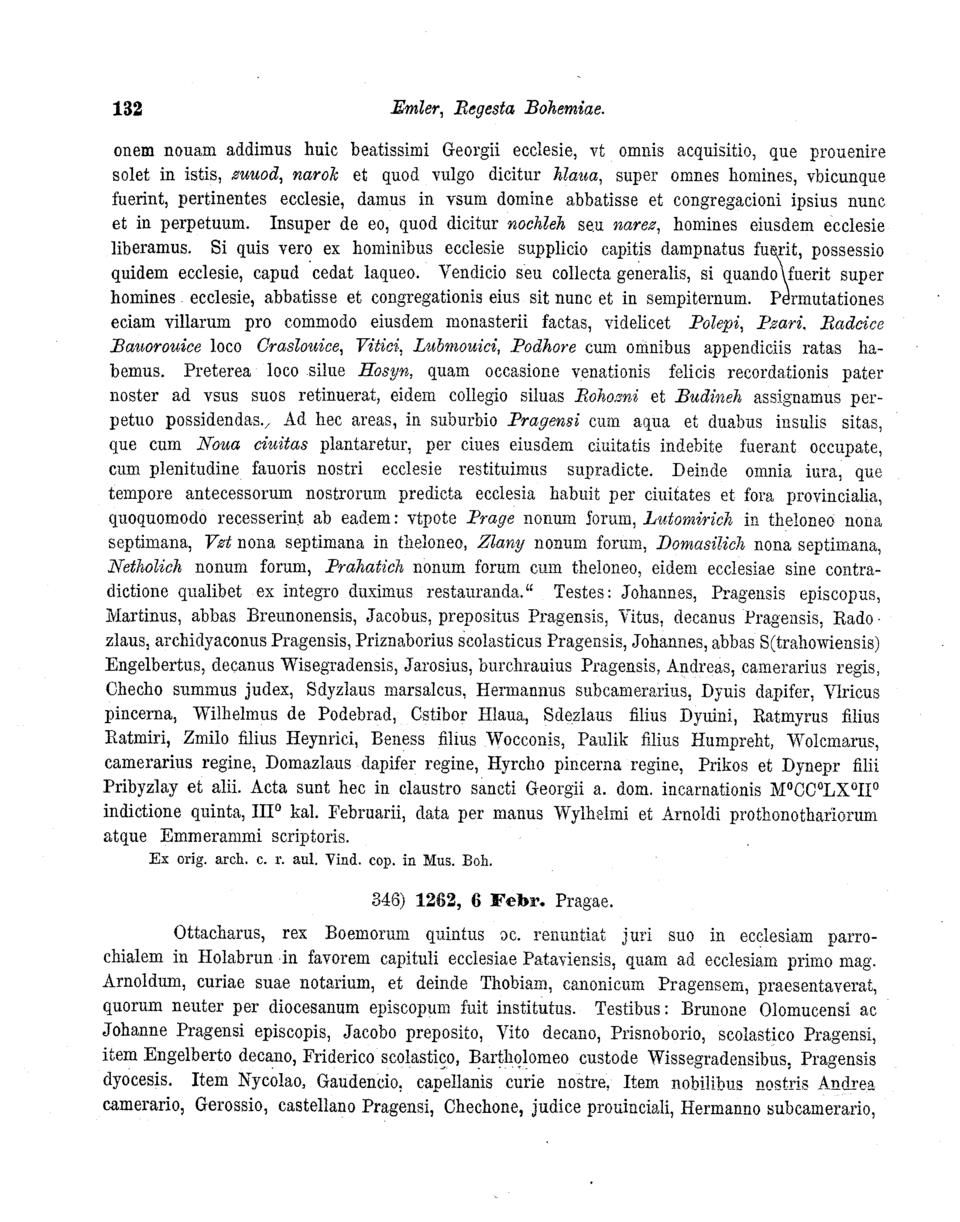 132 Emler, Regesta Bohemiae.
onem nouam addimus huic beatissimi Georgii ecclesie, vt omnis acquisitio, que prouenire
solet in istis, zuuod, narok et quod vulgo dicitur hlaua, super omnes homines, vbicunque
fuerint, pertinentes ecclesie, damus in vsum domine abbatisse et congregacioni ipsius nunc
et in perpetuum. Insuper de eo, quod dicitur nochleh seu narez, homines eiusdem ecclesie
liberamus. Si quis vero ex hominibus ecclesie supplicio capitis dampnatus fuerit, possessio
quidem ecclesie, capud cedat laqueo. Vendicio seu collecta generalis, si quando fuerit super
homines ecclesie, abbatisse et congregationis eius sit nunc et in sempiternum. Permutationes
eciam villarum pro commodo eiusdem monasterii factas, videlicet Polepi, Pzari, Radcice
Bauorouice loco Craslouice, Vitici, Lubmouici, Podhore cum omnibus appendiciis ratas ha-
bemus. Preterea loco silue Hosyn, quam occasione venationis felicis recordationis pater
noster ad vsus suos retinuerat, eidem collegio siluas Rohozni et Budineh assignamus per-
petuo possidendas., Ad hec areas, in suburbio Pragensi cum aqua et duabus insulis sitas,
que cum Noua ciuitas plantaretur, per ciues eiusdem ciuitatis indebite fuerant occupate,
cum plenitudine fauoris nostri ecclesie restituimus supradicte. Deinde omnia iura, que
tempore antecessorum nostrorum predicta ecclesia habuit per ciuitates et fora provincialia,
quoquomodo recesserint ab eadem: vtpote Prage nonum forum, Lutomirich in theloneo nona
septimana, Vzt nona septimana in theloneo, Zlany nonum forum, Domasilich nona septimana,
Netholich nonum forum, Prahatich nonum forum cum theloneo, eidem ecclesiae sine contra-
dictione qualibet ex integro duximus restauranda.“ Testes: Johannes, Pragensis episcopus,
Martinus, abbas Breunonensis, Jacobus, prepositus Pragensis, Vitus, decanus Pragensis, Rado-
zlaus, archidyaconus Pragensis, Priznaborius scolasticus Pragensis, Johannes, abbas S(trahowiensis)
Engelbertus, decanus Wisegradensis, Jarosius, burchrauius Pragensis, Andreas, camerarius regis,
Checho summus judex, Sdyzlaus marsalcus, Hermannus subcamerarius, Dyuis dapifer, Vlricus
pincerna, Wilhelmus de Podebrad, Cstibor Hlaua, Sdezlaus filius Dyuini, Ratmyrus filius
Ratmiri, Zmilo filius Heynrici, Beness filius Wocconis, Paulik filius Humpreht, Wolcmarus,
camerarius regine, Domazlaus dapifer regine, Hyrcho pincerna regine, Prikos et Dynepr filii
Pribyzlay et alii. Acta sunt hec in claustro sancti Georgii a. dom. incarnationis M⁰CC⁰LX⁰II⁰
indictione quinta, III⁰ kal. Februarii, data per manus Wylhelmi et Arnoldi prothonothariorum
atque Emmerammi scriptoris.
Ex orig. arch. c. r. aul. Vind. cop. in Mus. Boh.
346) 1262, 6 Febr. Pragae.
Ottacharus, rex Boemorum quintus ɔc. renuntiat juri suo in ecclesiam parro-
chialem in Holabrun in favorem capituli ecclesiae Pataviensis, quam ad ecclesiam primo mag.
Arnoldum, curiae suae notarium, et deinde Thobiam, canonicum Pragensem, praesentaverat,
quorum neuter per diocesanum episcopum fuit institutus. Testibus: Brunone Olomucensi ac
Johanne Pragensi episcopis, Jacobo preposito, Vito decano, Prisnoborio, scolastico Pragensi,
item Engelberto decano, Friderico scolastico, Bartholomeo custode Wissegradensibus, Pragensis
dyocesis. Item Nycolao, Gaudencio, capellanis curie nostre, Item nobilibus nostris Andrea
camerario, Gerossio, castellano Pragensi, Chechone, judice prouinciali, Hermanno subcamerario,